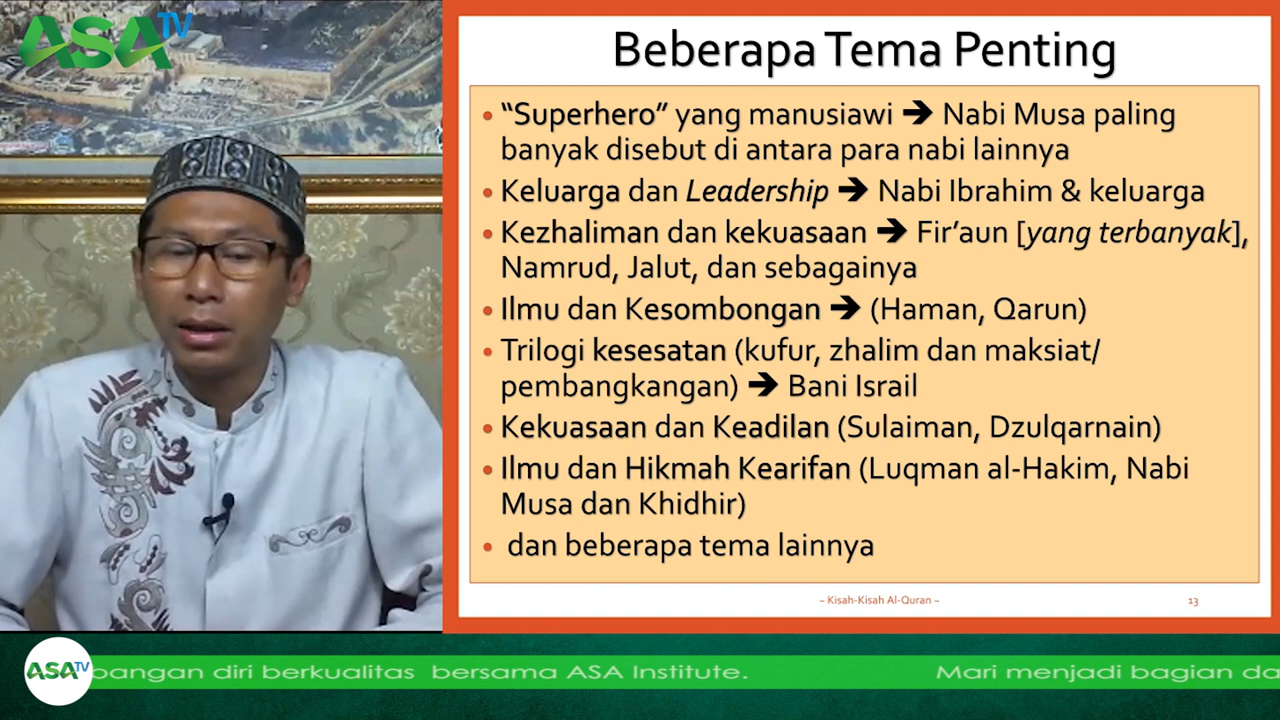 ASATV
Beberapa Tema Penting
• “Superhero” yang manusiawi 🡺 Nabi Musa paling
banyak disebut di antara para nabi lainnya
• Keluarga dan Leadership 🡺 Nabi Ibrahim & keluarga
• Kezhaliman dan kekuasaan 🡺 Fir’aun [yang terbanyak],
Namrud, Jalut, dan sebagainya
• Ilmu dan Kesombongan 🡺 (Haman, Qarun)
• Trilogi kesesatan (kufur, zhalim dan maksiat/
pembangkangan) 🡺 Bani Israil
• Kekuasaan dan Keadilan (Sulaiman, Dzulqarnain)
• Ilmu dan Hikmah Kearifan (Luqman al-Hakim, Nabi
Musa dan Khidhir)
• dan beberapa tema lainnya
~ Kisah-Kisah Al-Quran ~ 13
ASATV bangan diri berkualitas bersama ASA Institute. Mari menjadi bagian da